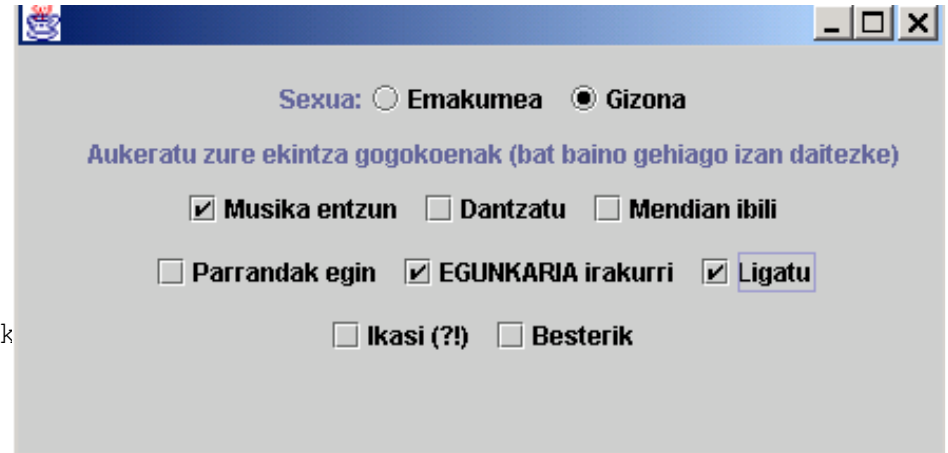 Sexua: Emakumea Gizona
Aukeratu zure ekintza gogokoenak (bat baino gehiago izan daitezke)
Musika entzun Dantzatu Mendian ibili
Parrandak egin EGUNKARIA irakurri Ligatu
k
Ikasi (?!) Besterik